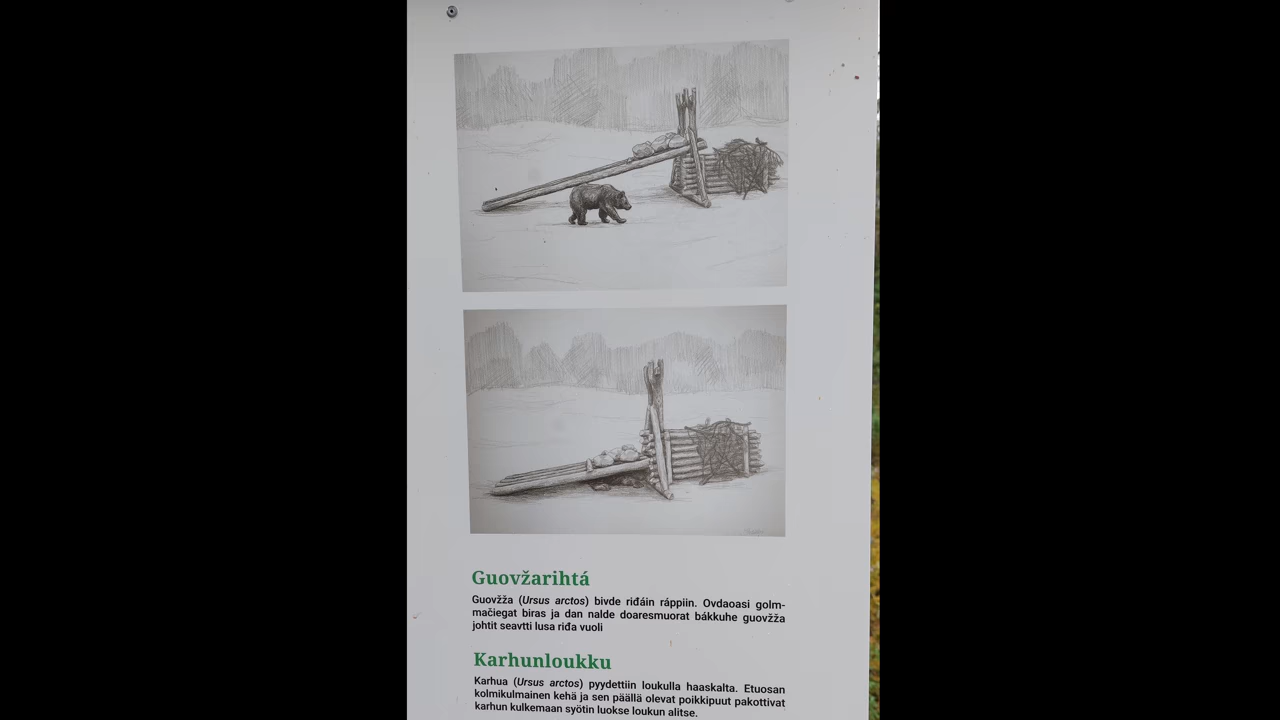 Guovžarihtá
Guovžža (Ursus arctos) bivde riđáin ráppiin. Ovdaoasi golm-
mačiegat biras ja dan nalde doaresmuorat bákkuhe guovžža
johtit seavtti lusa riđa vuoli
Karhunloukku
Karhua (Ursus arctos) pyydettiin loukulla haaskalta. Etuosan
kolmikulmainen kehä ja sen päällä olevat poikkipuut pakottivat
karhun kulkemaan syötin luokse loukun alitse.